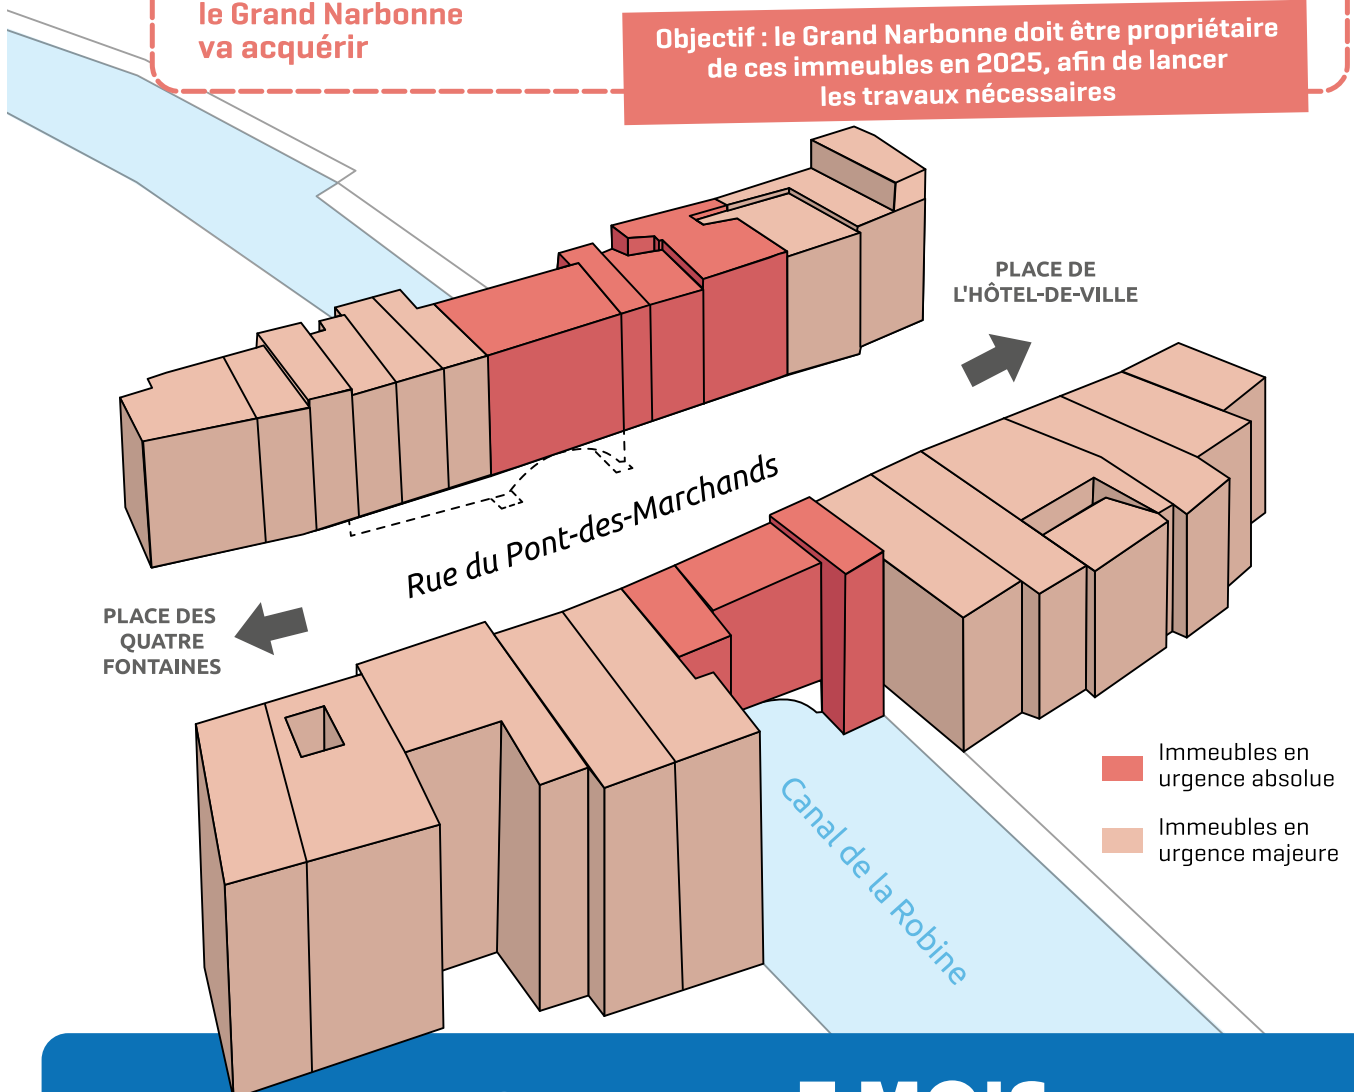 le Grand Narbonne
va acquérir
Objectif : le Grand Narbonne doit être propriétaire
de ces immeubles en 2025, afin de lancer
les travaux nécessaires
PLACE DE
L'HÔTEL-DE-VILLE
Rue du Pont-des-Marchands
PLACE DES
QUATRE
FONTAINES
Immeubles en
urgence absolue
Immeubles en
urgence majeure
Canal de la Robine
MOIS